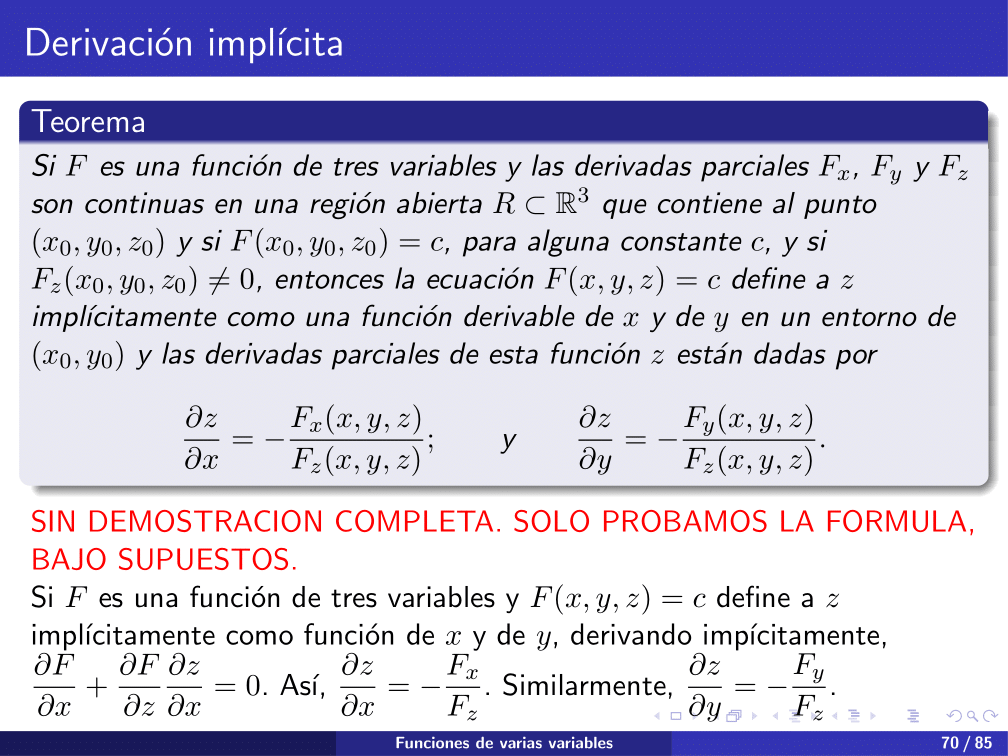 Derivación implícita
Teorema
Si F es una función de tres variables y las derivadas parciales Fₓ, F_y y F_z
son continuas en una región abierta R ⊂ ℝ³ que contiene al punto
(x₀, y₀, z₀) y si F(x₀, y₀, z₀) = c, para alguna constante c, y si
F_z(x₀, y₀, z₀) ≠ 0, entonces la ecuación F(x, y, z) = c define a z
implícitamente como una función derivable de x y de y en un entorno de
(x₀, y₀) y las derivadas parciales de esta función z están dadas por
∂z/∂x = −Fₓ(x, y, z)/F_z(x, y, z); y ∂z/∂y = −F_y(x, y, z)/F_z(x, y, z).
SIN DEMOSTRACION COMPLETA. SOLO PROBAMOS LA FORMULA,
BAJO SUPUESTOS.
Si F es una función de tres variables y F(x, y, z) = c define a z
implícitamente como función de x y de y, derivando impícitamente,
∂F/∂x + ∂F/∂z ∂z/∂x = 0. Así, ∂z/∂x = −Fₓ/F_z. Similarmente, ∂z/∂y = −F_y/F_z.
Funciones de varias variables 70 / 85